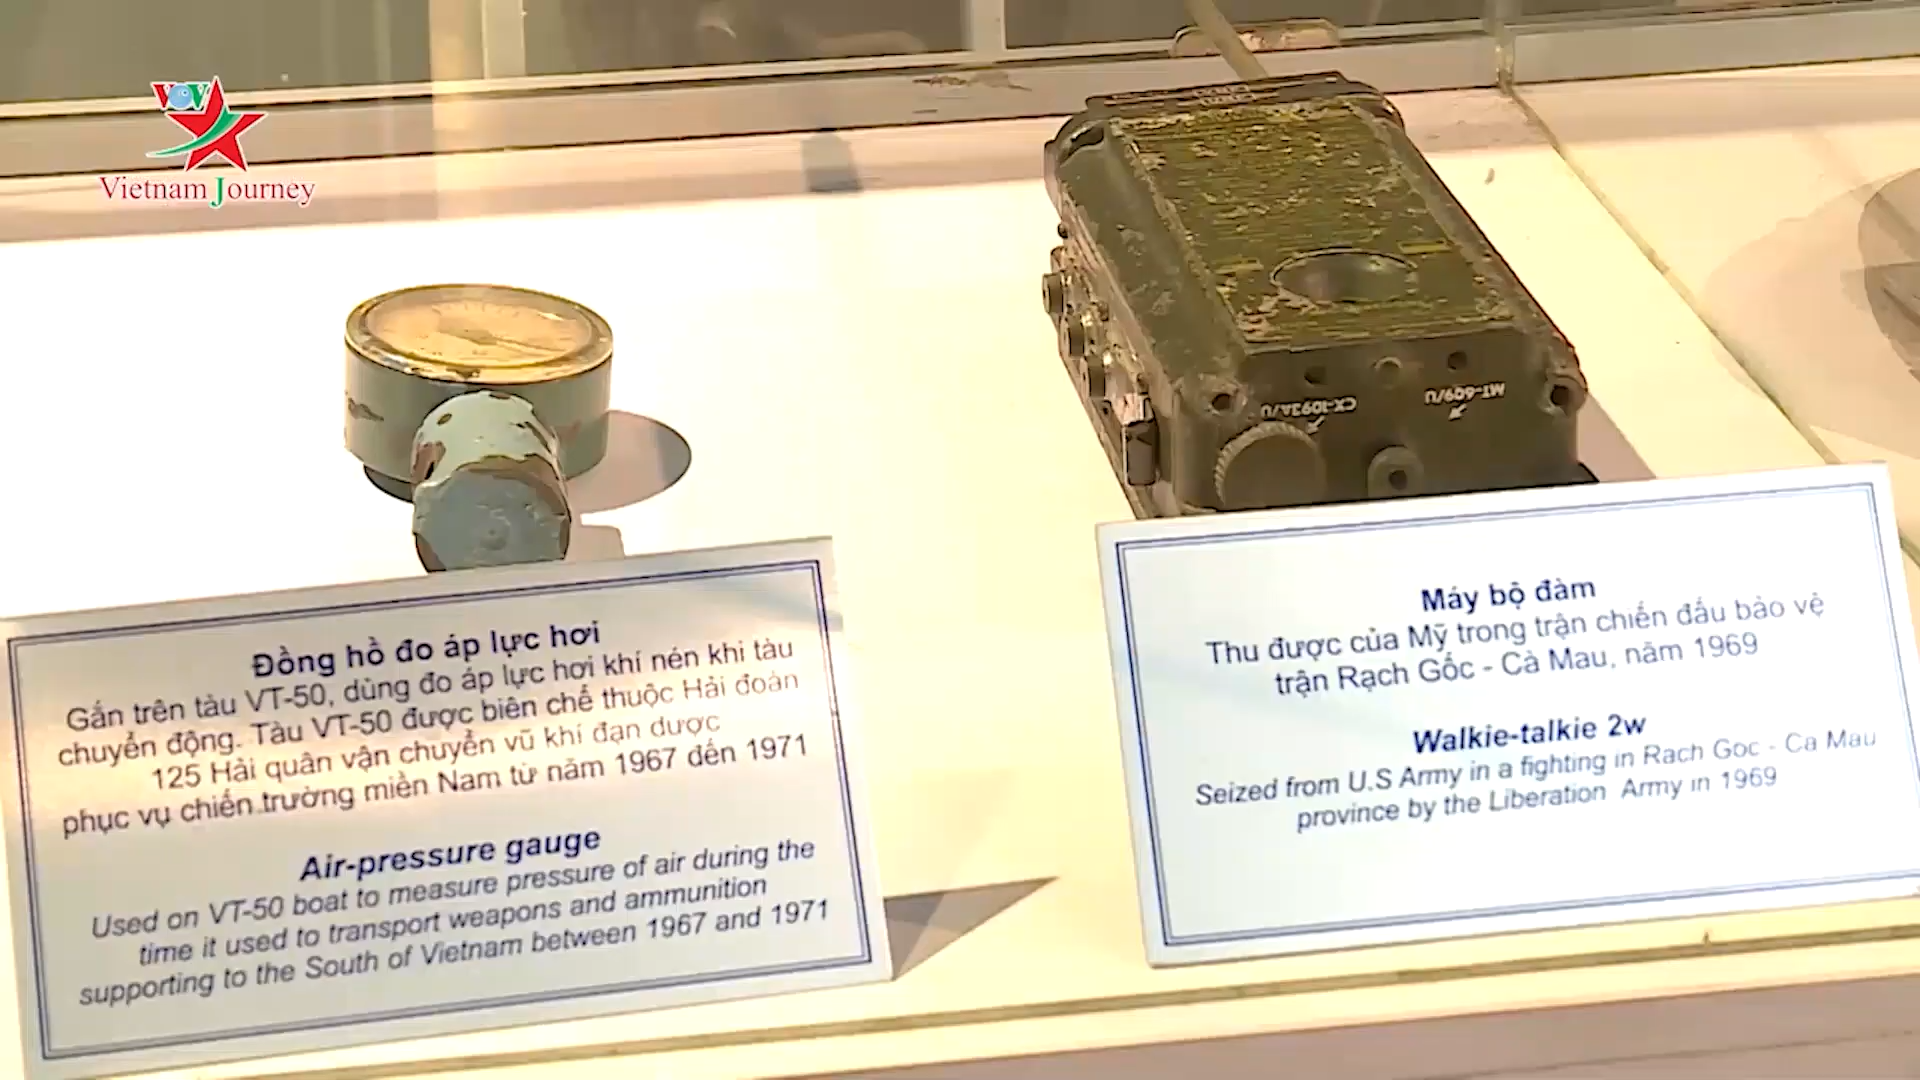 VOV
Vietnam Journey
CX-1093A/U
MT-609/U
Đồng hồ đo áp lực hơi
Gắn trên tàu VT-50, dùng đo áp lực hơi khí nén khi tàu
chuyển động. Tàu VT-50 được biên chế thuộc Hải đoàn
125 Hải quân vận chuyển vũ khí đạn dược
phục vụ chiến trường miền Nam từ năm 1967 đến 1971
Air-pressure gauge
Used on VT-50 boat to measure pressure of air during the
time it used to transport weapons and ammunition
supporting to the South of Vietnam between 1967 and 1971
Máy bộ đàm
Thu được của Mỹ trong trận chiến đấu bảo vệ
trận Rạch Gốc - Cà Mau, năm 1969
Walkie-talkie 2w
Seized from U.S Army in a fighting in Rach Goc - Ca Mau
province by the Liberation Army in 1969